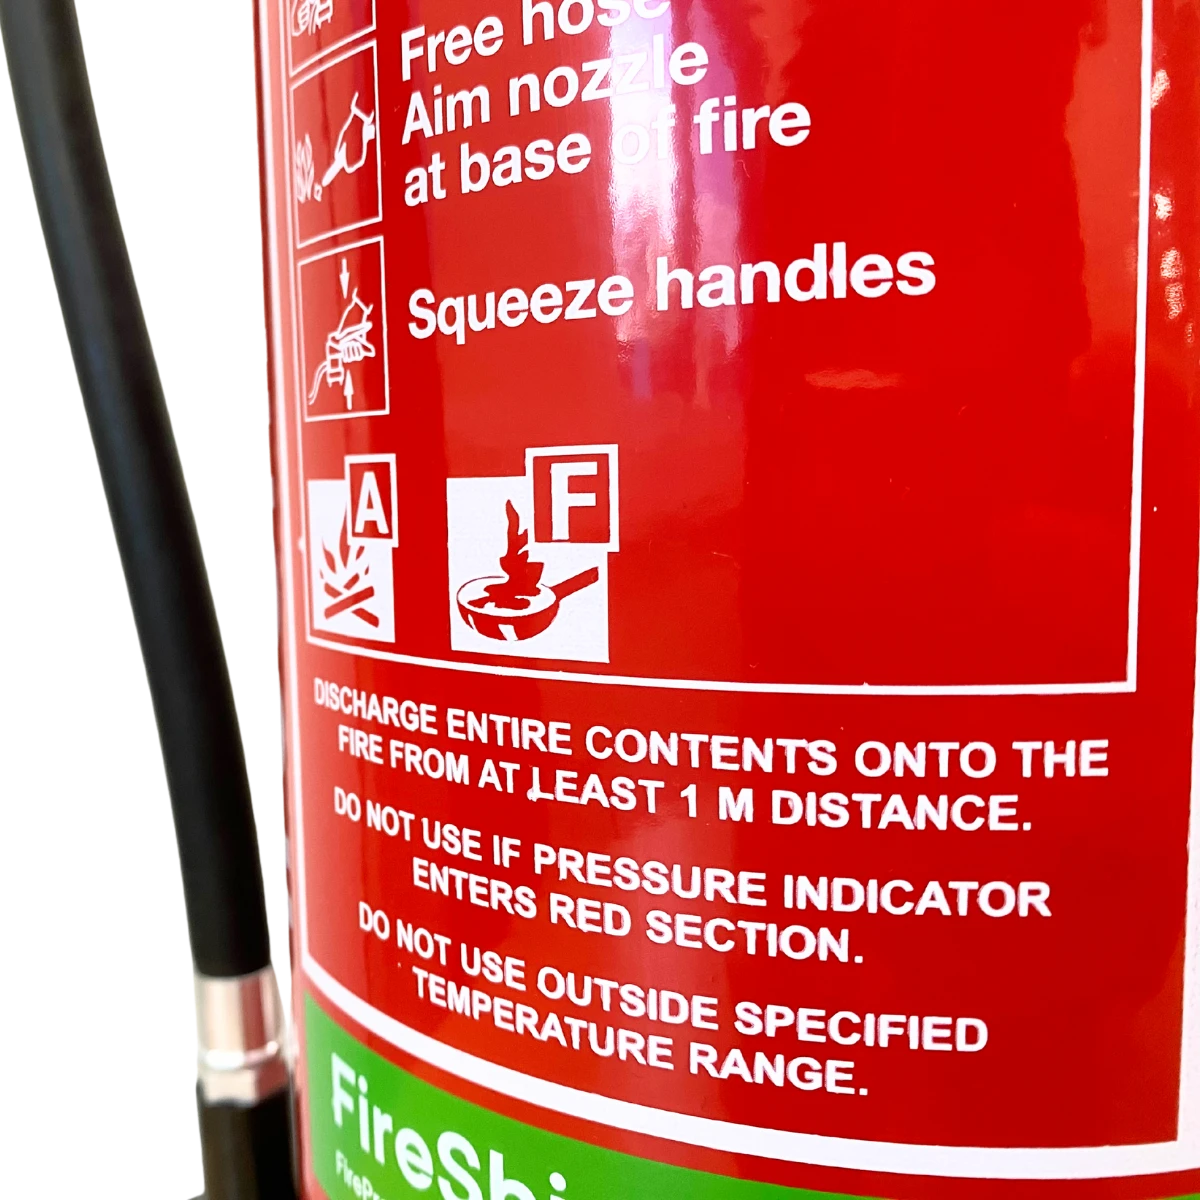 Free hose
Aim nozzle
at base of fire
Squeeze handles
A
F
DISCHARGE ENTIRE CONTENTS ONTO THE
FIRE FROM AT LEAST 1 M DISTANCE.
DO NOT USE IF PRESSURE INDICATOR
ENTERS RED SECTION.
DO NOT USE OUTSIDE SPECIFIED
TEMPERATURE RANGE.